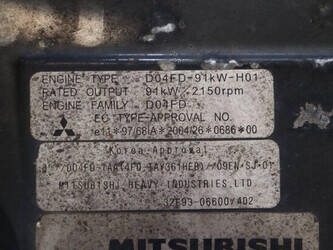 ENGINE TYPE - D04FD-91kW-H01
RATED OUTPUT 91kW/2150rpm
ENGINE FAMILY D04FD
EC TYPE-APPROVAL NO.
e11*97/68IA*2064/26*0686*00
Korea Approval
MITSUBISHI HEAVY INDUSTRIES,LTD.
32E93-06600/402
MITSUBISHI